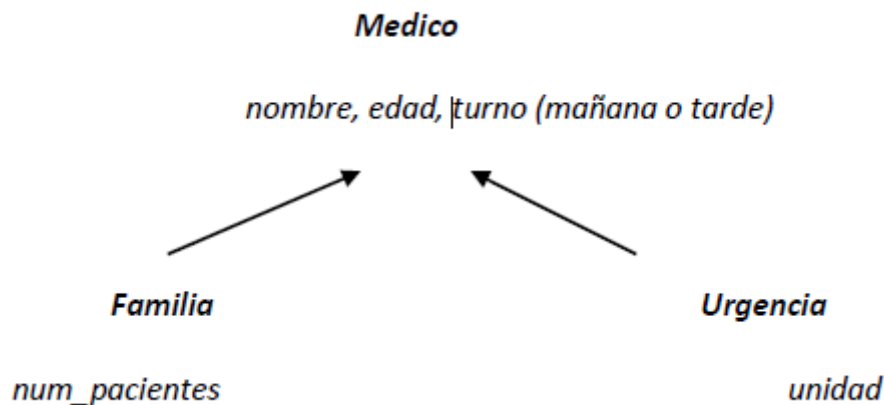 Medico
nombre, edad, turno (mañana o tarde)
Familia
Urgencia
num_pacientes
unidad